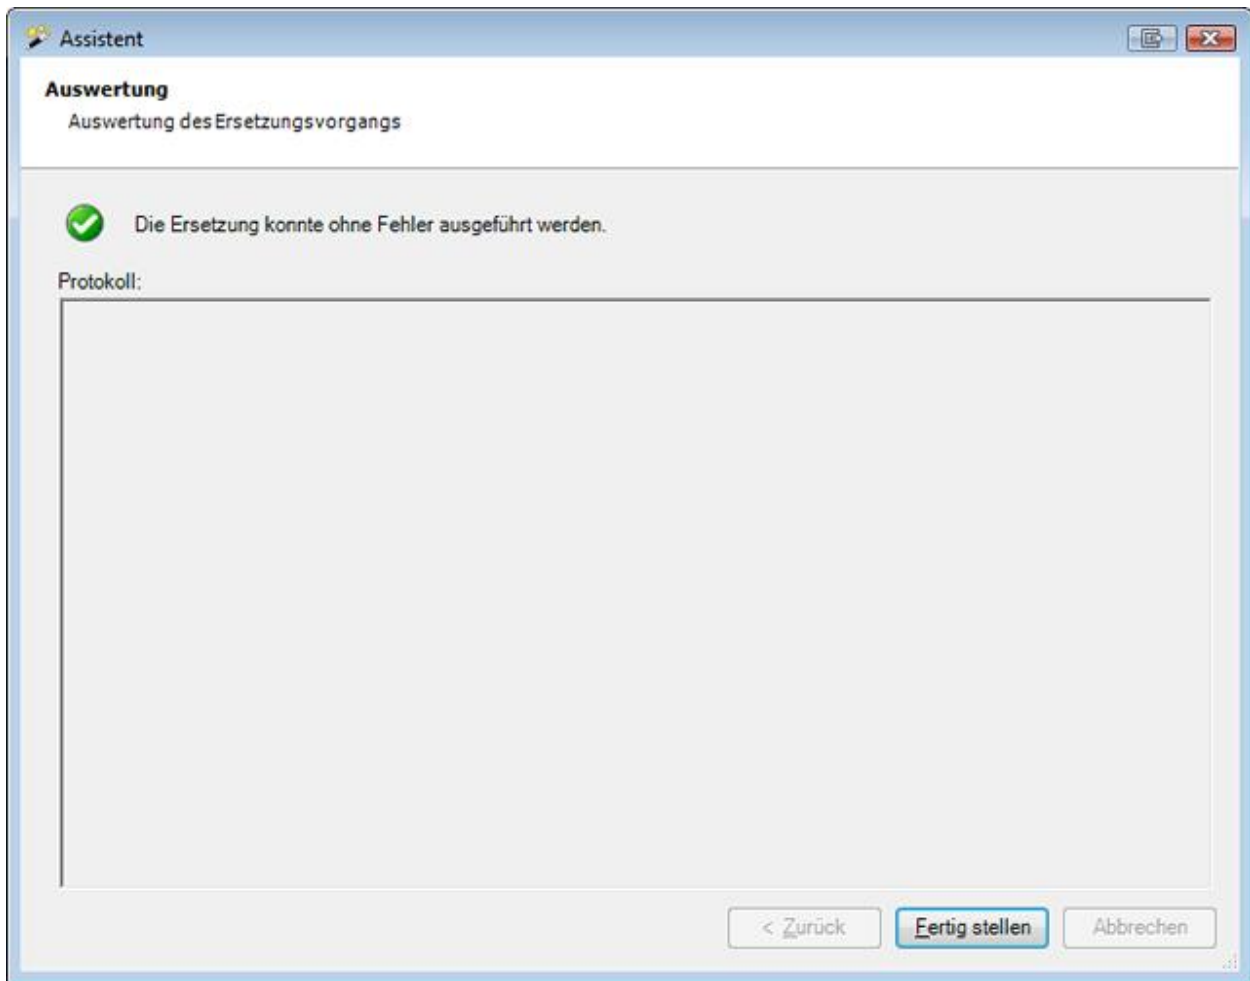 Assistent
Auswertung
Auswertung des Ersetzungsvorgangs
Die Ersetzung konnte ohne Fehler ausgeführt werden.
Protokoll:
< Zurück
Fertig stellen
Abbrechen